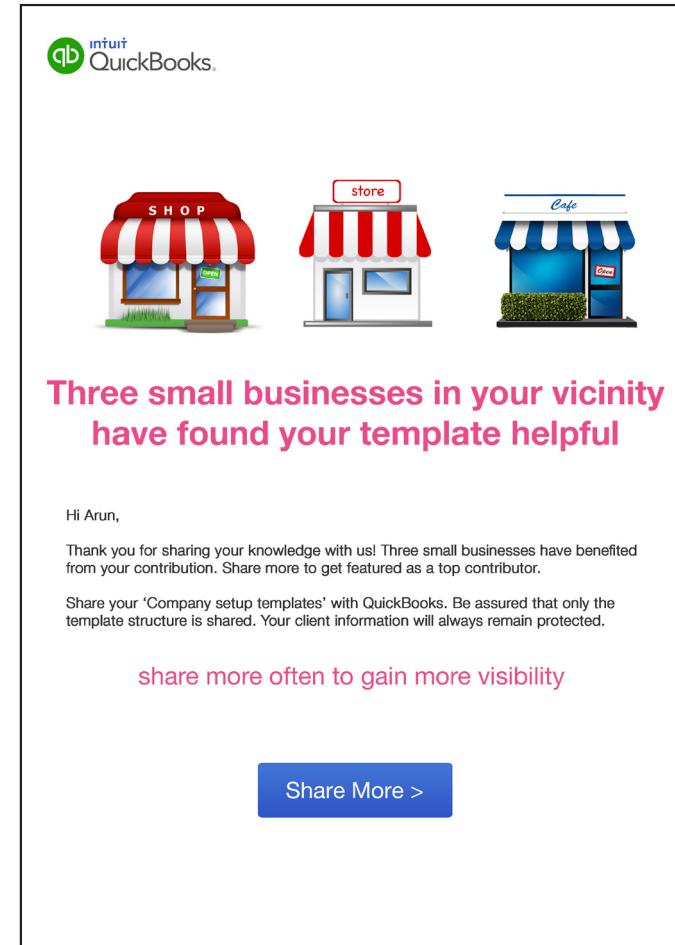 intuit
qb QuickBooks.
SHOP
OPEN
store
Cafe
Open
Three small businesses in your vicinity
have found your template helpful
Hi Arun,
Thank you for sharing your knowledge with us! Three small businesses have benefited
from your contribution. Share more to get featured as a top contributor.
Share your ‘Company setup templates’ with QuickBooks. Be assured that only the
template structure is shared. Your client information will always remain protected.
share more often to gain more visibility
Share More >